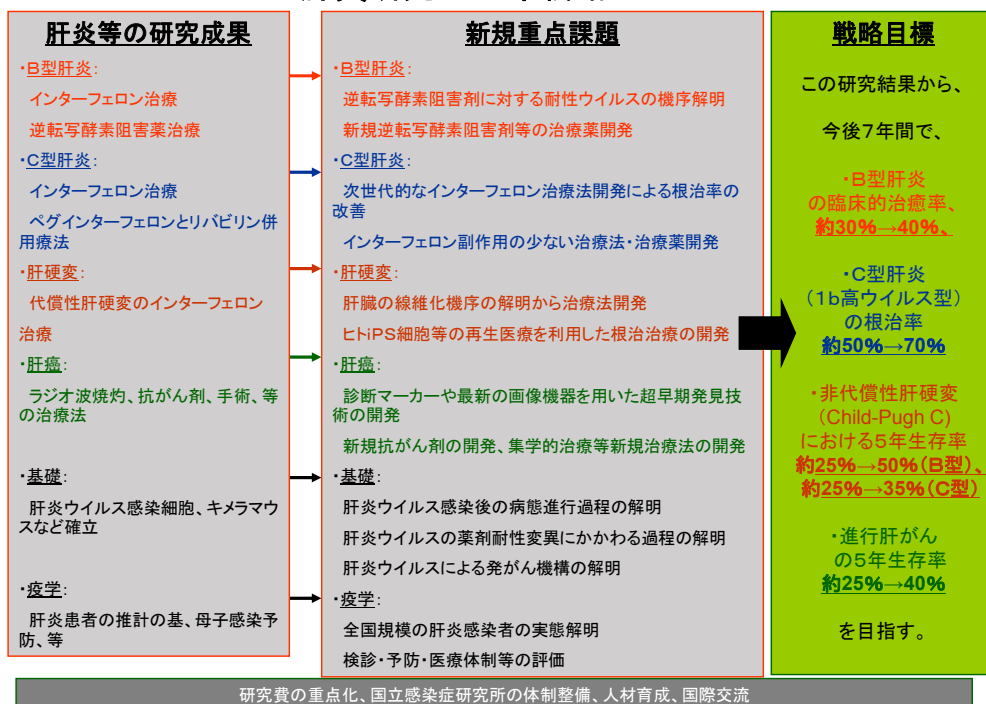 肝炎等の研究成果
・B型肝炎：
インターフェロン治療
逆転写酵素阻害薬治療
・C型肝炎：
インターフェロン治療
ペグインターフェロンとリバビリン併
用療法
・肝硬変：
代償性肝硬変のインターフェロン
治療
・肝癌：
ラジオ波焼灼、抗がん剤、手術、等
の治療法
・基礎：
肝炎ウイルス感染細胞、キメラマウ
スなど確立
・疫学：
肝炎患者の推計の基、母子感染予
防、等
新規重点課題
・B型肝炎：
逆転写酵素阻害剤に対する耐性ウイルスの機序解明
新規逆転写酵素阻害剤等の治療薬開発
・C型肝炎：
次世代的なインターフェロン治療法開発による根治率の
改善
インターフェロン副作用の少ない治療法・治療薬開発
・肝硬変：
肝臓の線維化機序の解明から治療法開発
ヒトiPS細胞等の再生医療を利用した根治治療の開発
・肝癌：
診断マーカーや最新の画像機器を用いた超早期発見技
術の開発
新規抗がん剤の開発、集学的治療等新規治療法の開発
・基礎：
肝炎ウイルス感染後の病態進行過程の解明
肝炎ウイルスの薬剤耐性変異にかかわる過程の解明
肝炎ウイルスによる発がん機構の解明
・疫学：
全国規模の肝炎感染者の実態解明
検診・予防・医療体制等の評価
戦略目標
この研究結果から、
今後7年間で、
・B型肝炎
の臨床的治癒率、
約30％→40％、
・C型肝炎
（1b高ウイルス型）
の根治率
約50％→70％
・非代償性肝硬変
(Child-Pugh C)
における5年生存率
約25％→50％（B型）、
約25％→35％（C型）
・進行肝がん
の5年生存率
約25％→40％
を目指す。
研究費の重点化、国立感染症研究所の体制整備、人材育成、国際交流